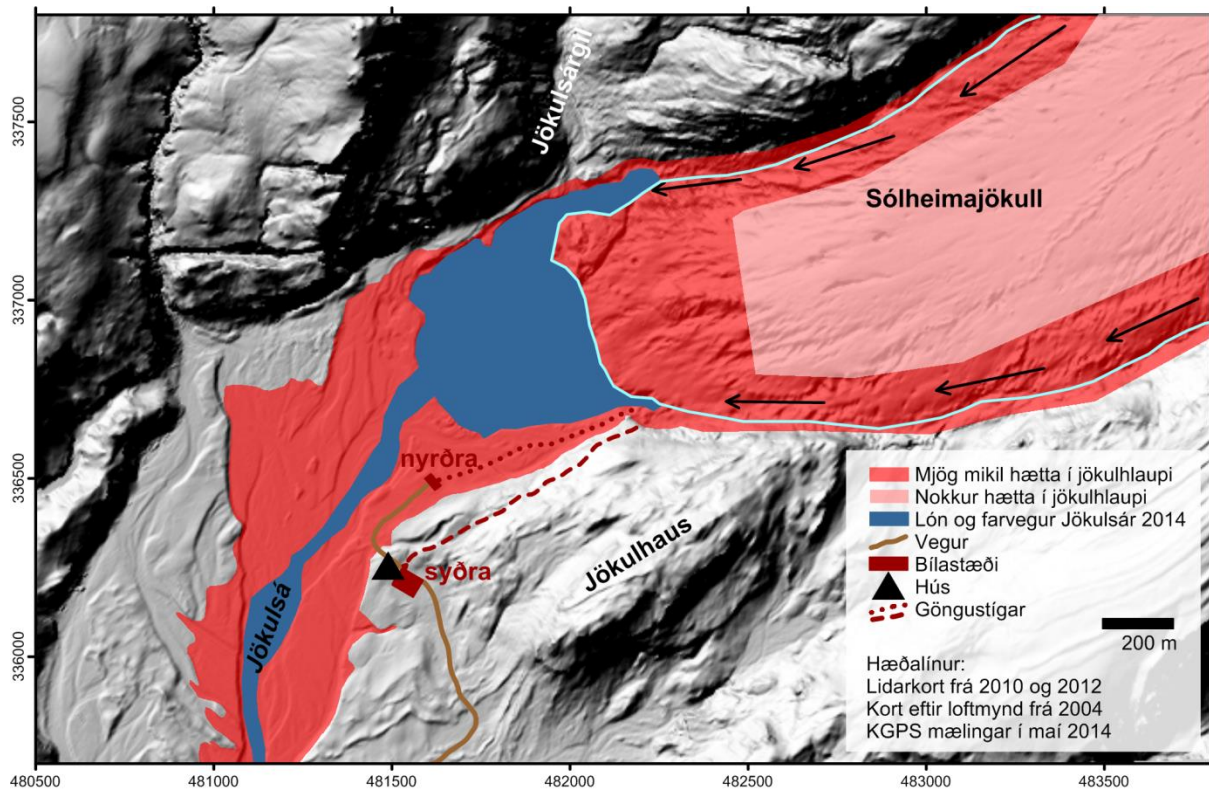 Jökulsárgil
Sólheimajökull
nyrðra
syðra
Jökulhaus
Jökulsá
Mjög mikil hætta í jökulhlaupi
Nokkur hætta í jökulhlaupi
Lón og farvegur Jökulsár 2014
Vegur
Bílastæði
Hús
Göngustígar
200 m
Hæðalínur:
Lidarkort frá 2010 og 2012
Kort eftir loftmynd frá 2004
KGPS mælingar í maí 2014
337500
337000
336500
336000
480500
481000
481500
482000
482500
483000
483500